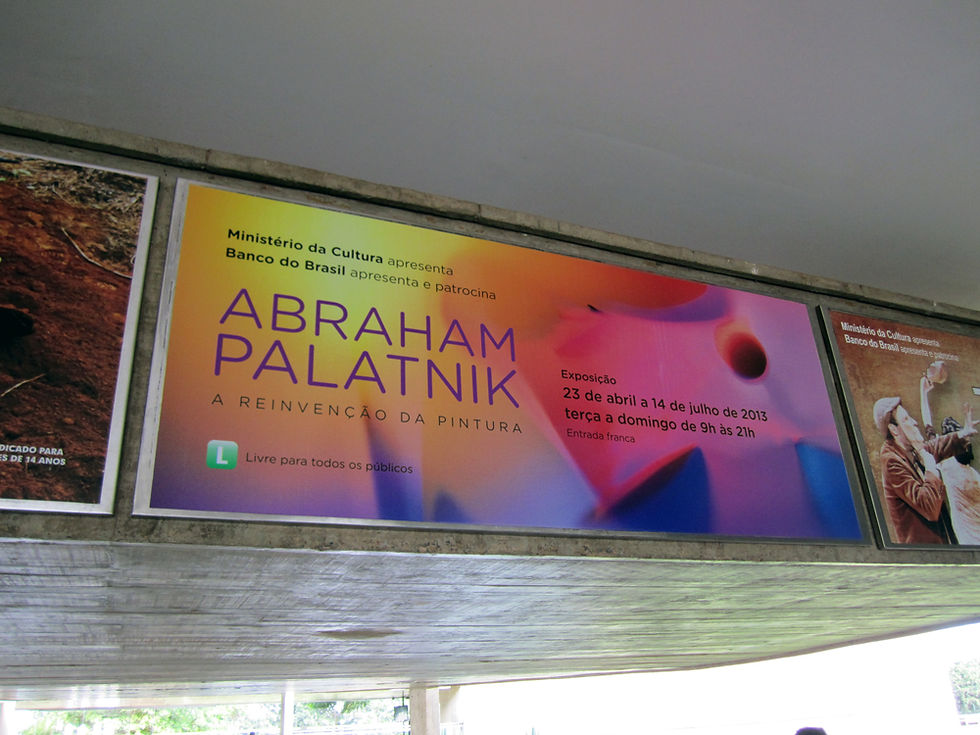 DICADO PARA
ES DE 14 ANOS
Ministério da Cultura apresenta
Banco do Brasil apresenta e patrocina
ABRAHAM
PALATNIK
A REINVENÇÃO DA PINTURA
L
Livre para todos os públicos
Exposição
23 de abril a 14 de julho de 2013
terça a domingo de 9h às 21h
Entrada franca
Ministério da Cultura apresenta
Banco do Brasil apresenta e patrocina